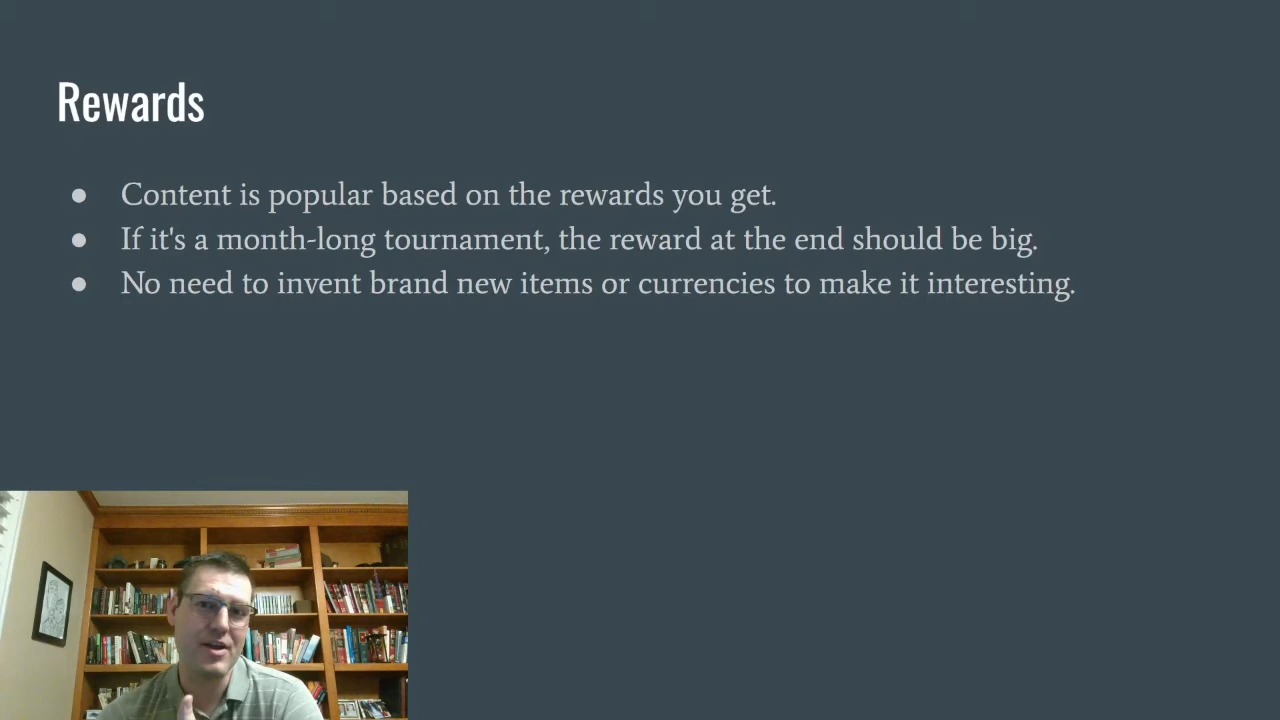 Rewards
● Content is popular based on the rewards you get.
● If it's a month-long tournament, the reward at the end should be big.
● No need to invent brand new items or currencies to make it interesting.